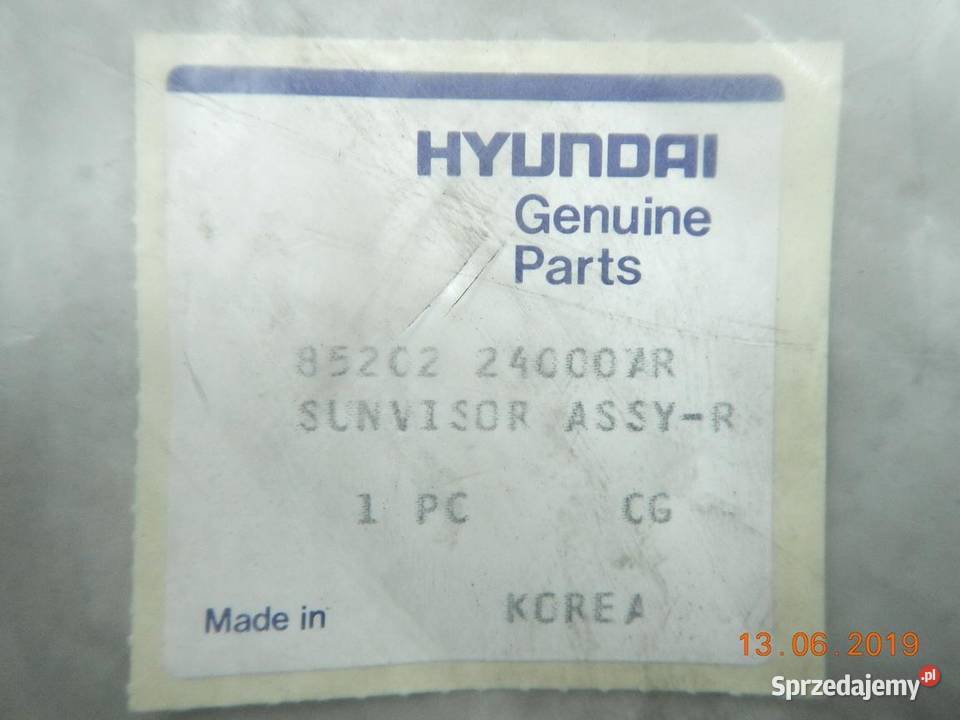 HYUNDAI
Genuine
Parts
85202 24000AR
SUNVISOR ASSY-R
1 PC CG
Made in KOREA
13.06.2019
Sprzedajemy.pl